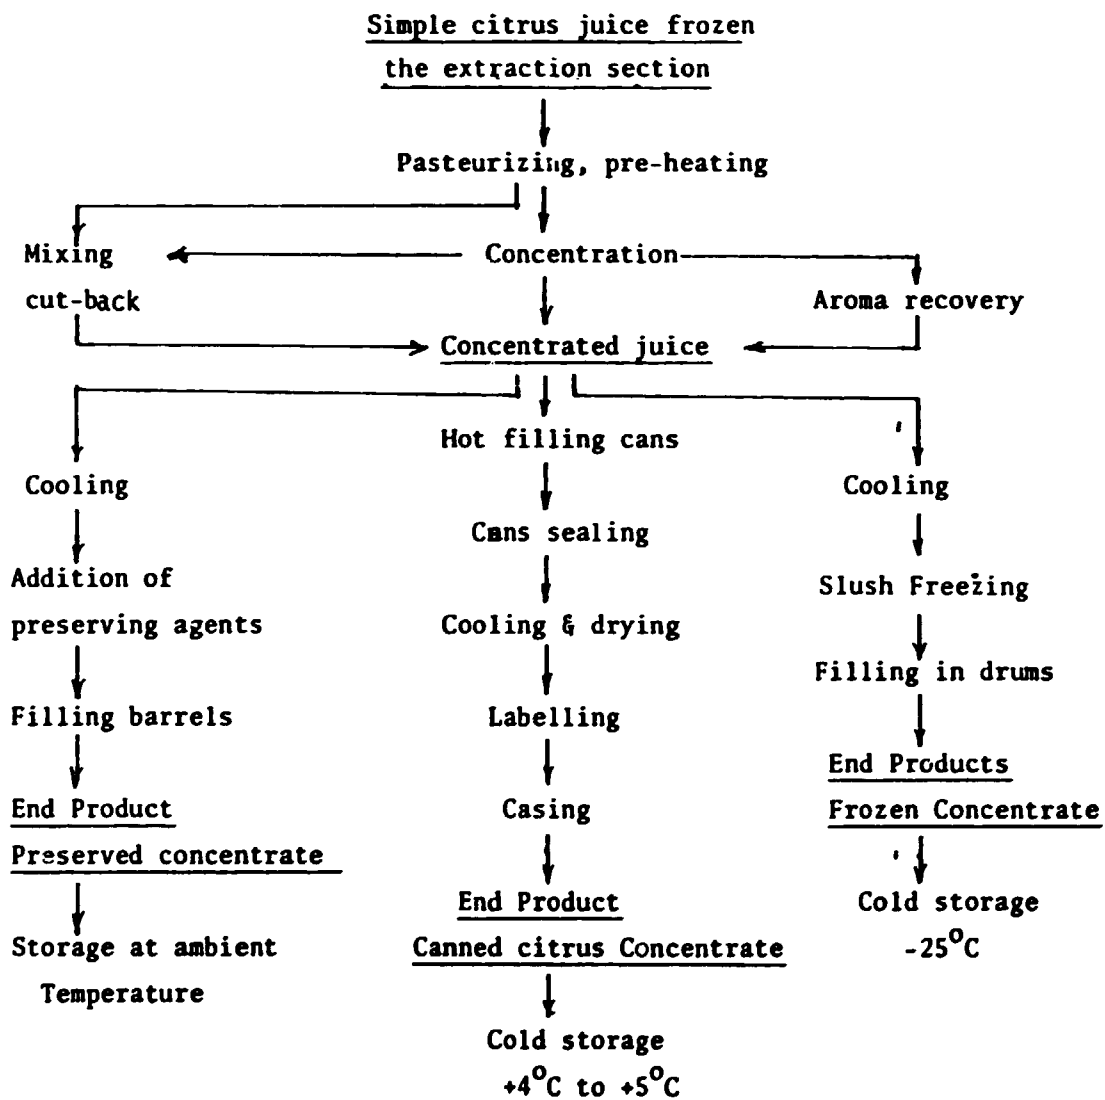 Simple citrus juice frozen
the extraction section
Pasteurizing, pre-heating
Mixing
cut-back
Concentration
Aroma recovery
Concentrated juice
Cooling
Addition of
preserving agents
Filling barrels
End Product
Preserved concentrate
Storage at ambient
Temperature
Hot filling cans
Cans sealing
Cooling & drying
Labelling
Casing
End Product
Canned citrus Concentrate
Cold storage
+4°C to +5°C
Cooling
Slush Freezing
Filling in drums
End Products
Frozen Concentrate
Cold storage
-25°C